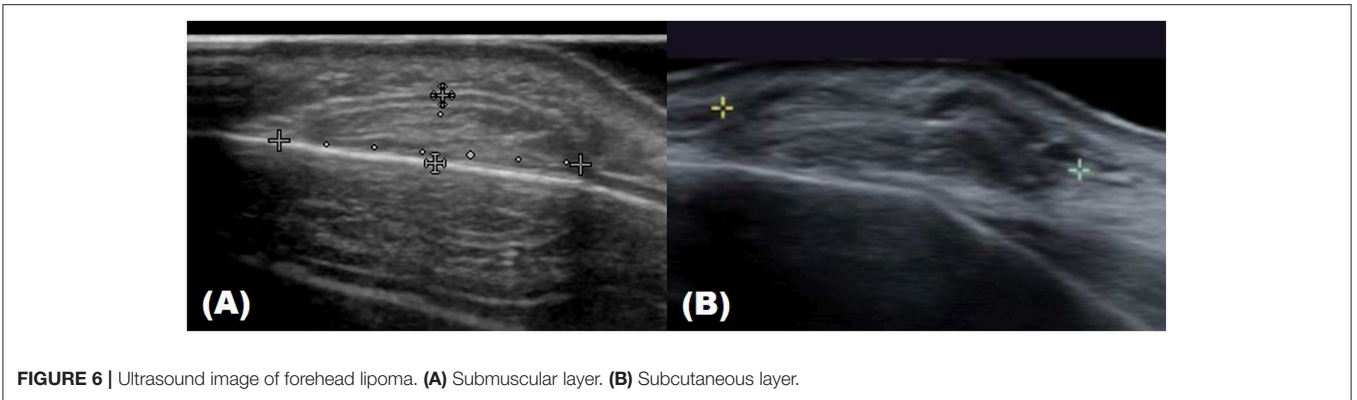 (A)
(B)
FIGURE 6 | Ultrasound image of forehead lipoma. (A) Submuscular layer. (B) Subcutaneous layer.